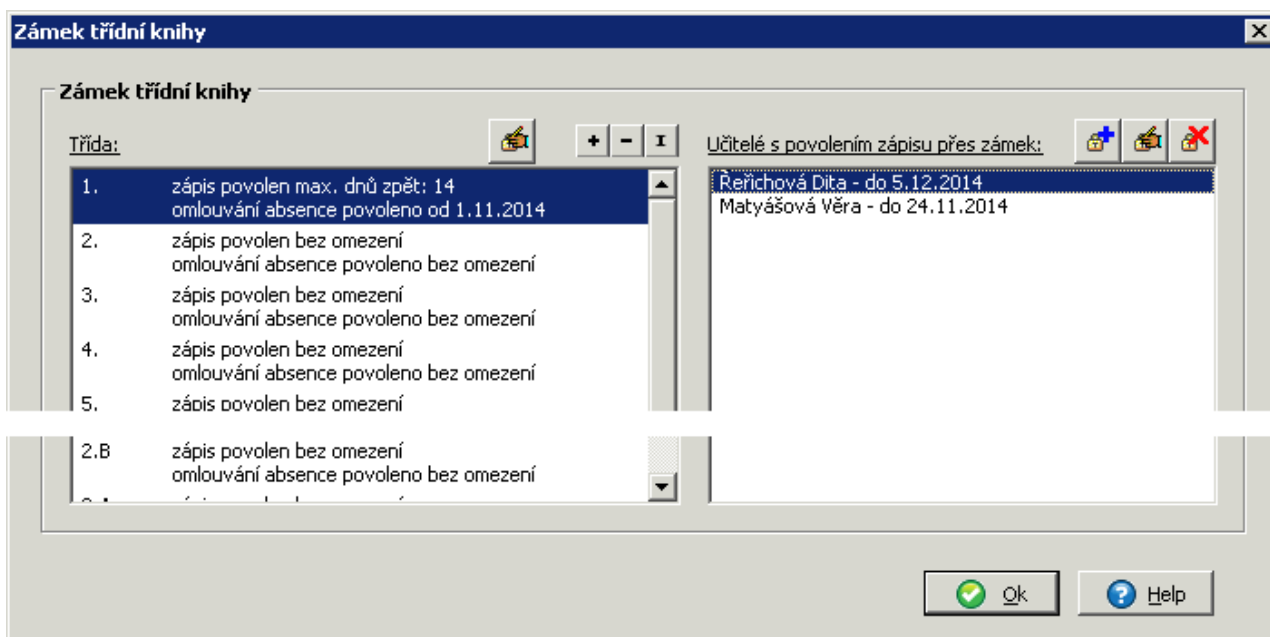 Zámek třídní knihy
Zámek třídní knihy
Třída:
+ - I
1. zápis povolen max. dnů zpět: 14
omlouvání absence povoleno od 1.11.2014
2. zápis povolen bez omezení
omlouvání absence povoleno bez omezení
3. zápis povolen bez omezení
omlouvání absence povoleno bez omezení
4. zápis povolen bez omezení
omlouvání absence povoleno bez omezení
5. zápis povolen bez omezení
2.B zápis povolen bez omezení
omlouvání absence povoleno bez omezení
Učitelé s povolením zápisu přes zámek:
Řeřichová Dita - do 5.12.2014
Matyášová Věra - do 24.11.2014
Ok
Help